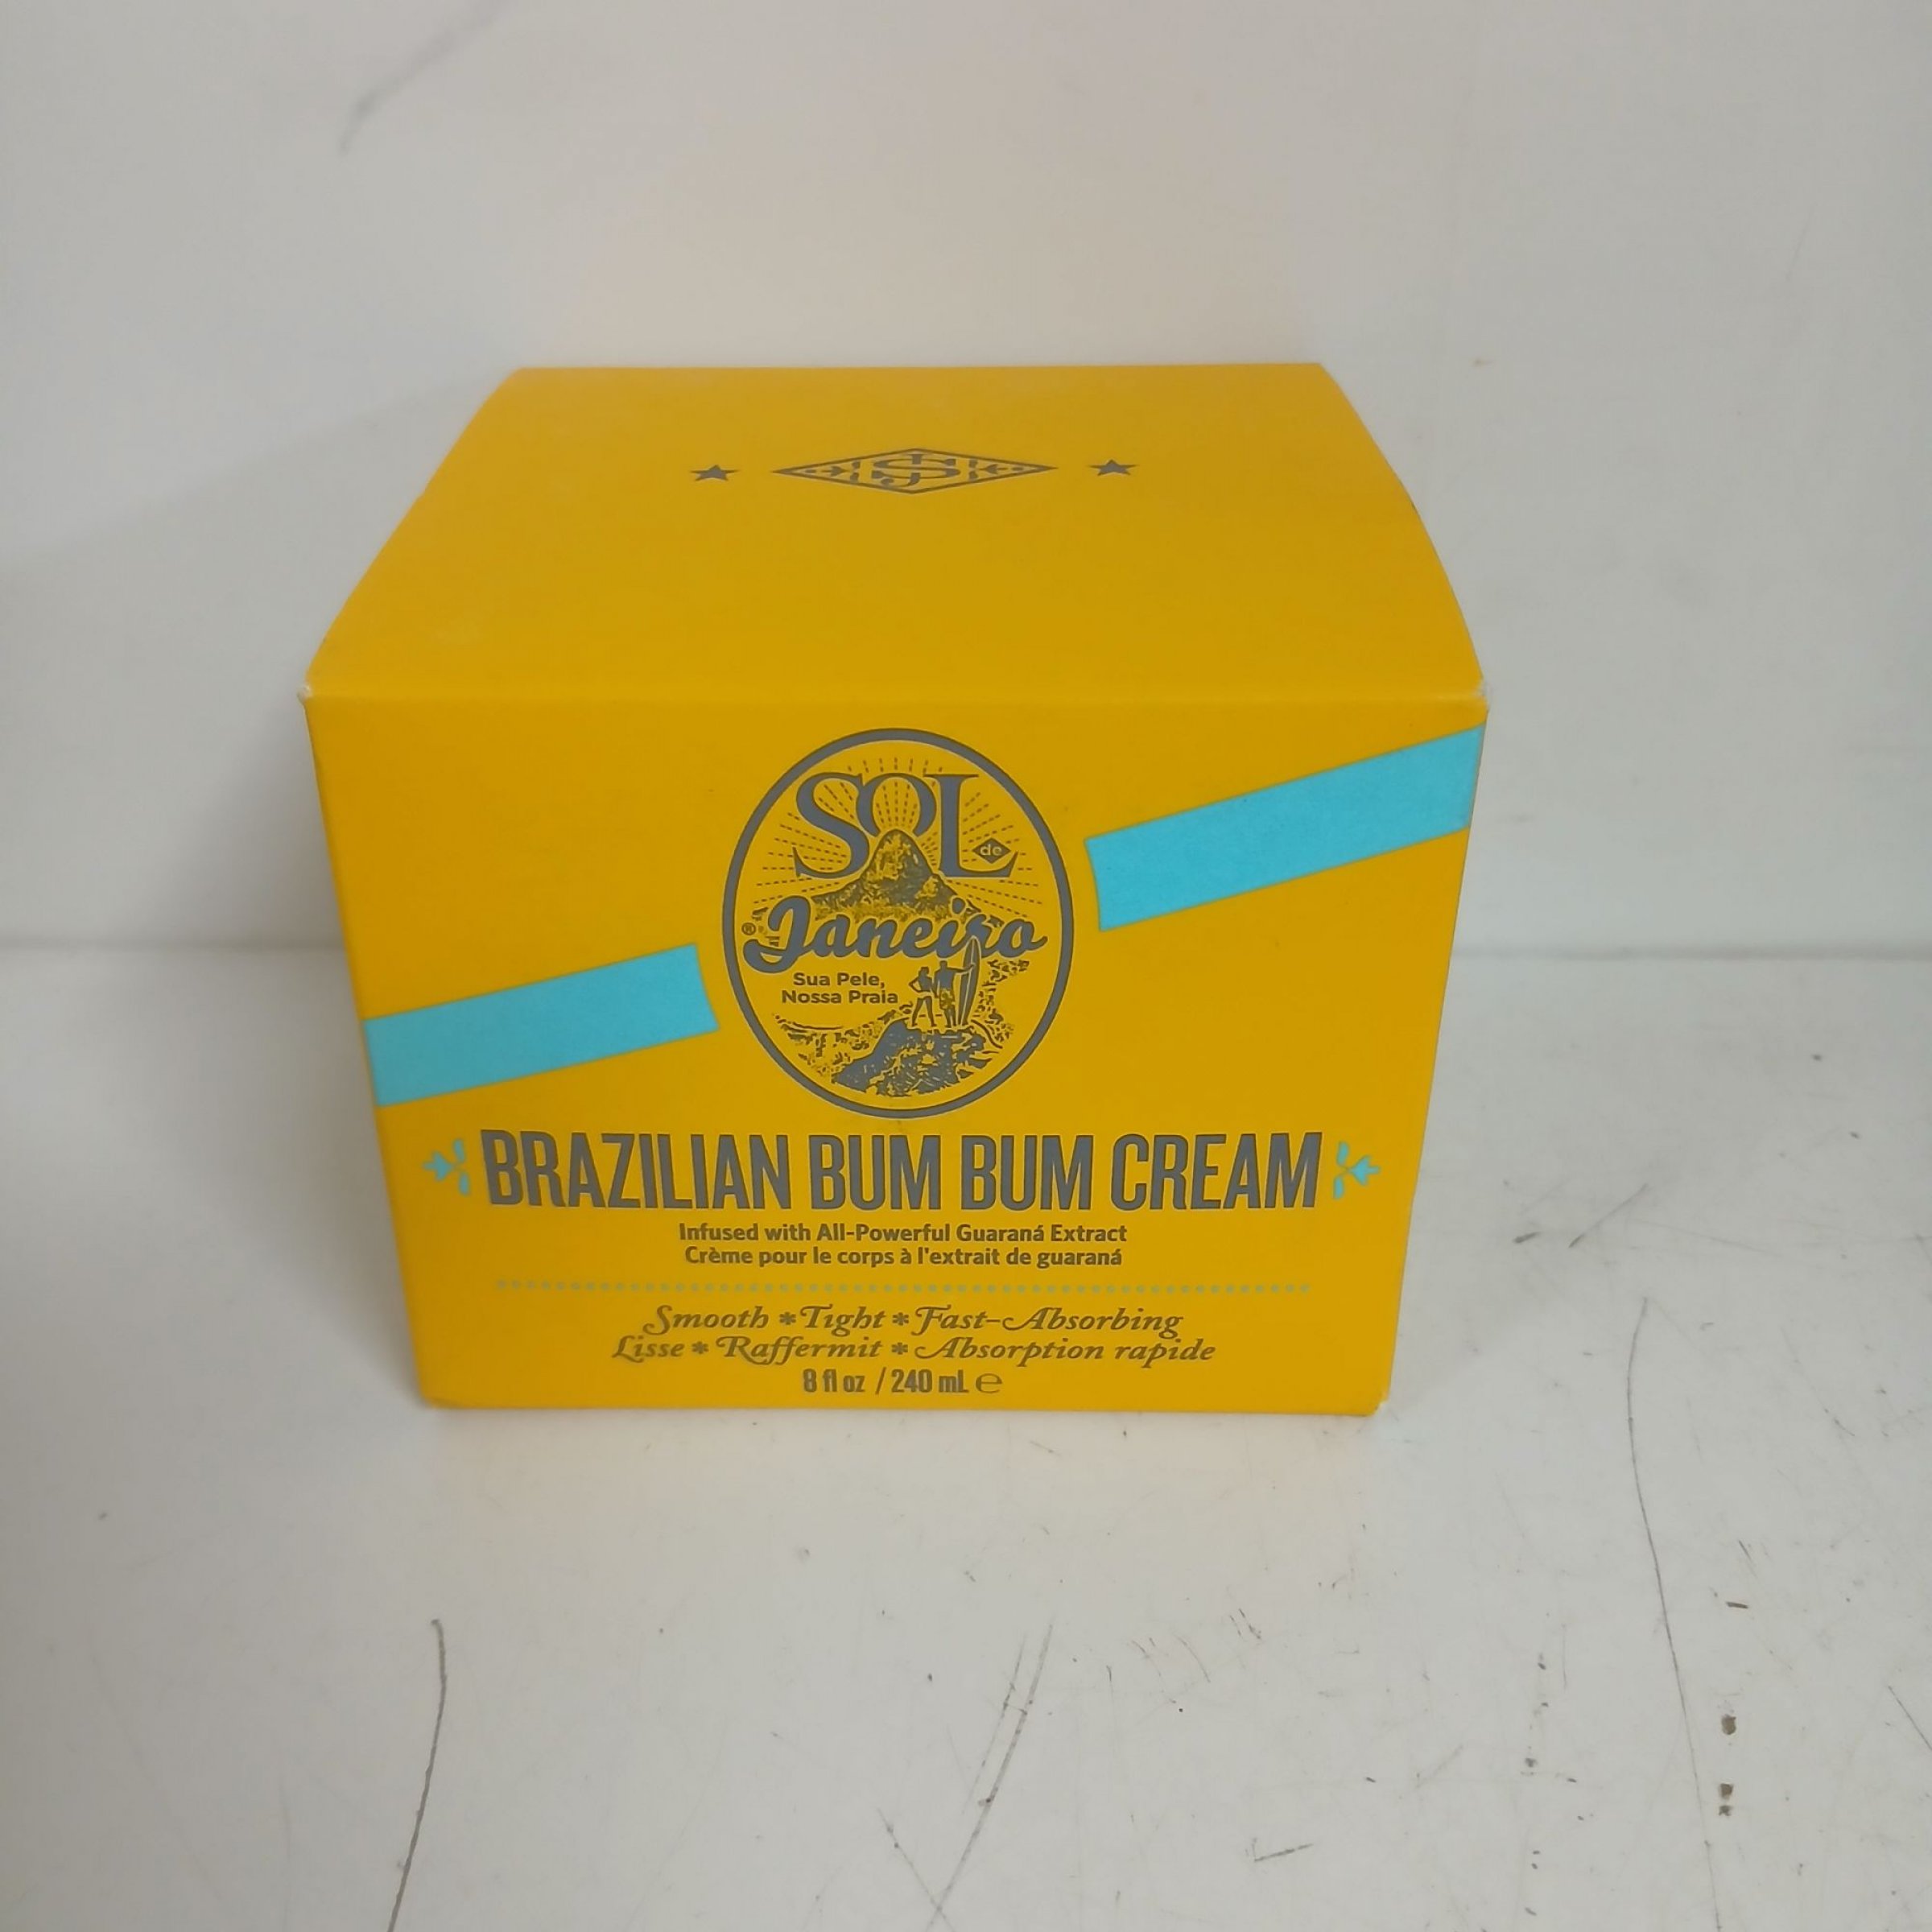 SJ
SOL de
Janeiro®
Sua Pele,
Nossa Praia
BRAZILIAN BUM BUM CREAM
Infused with All-Powerful Guaraná Extract
Crème pour le corps à l'extrait de guaraná
Smooth * Tight * Fast-Absorbing
Lisse * Raffermit * Absorption rapide
8 fl oz / 240 mL ℮